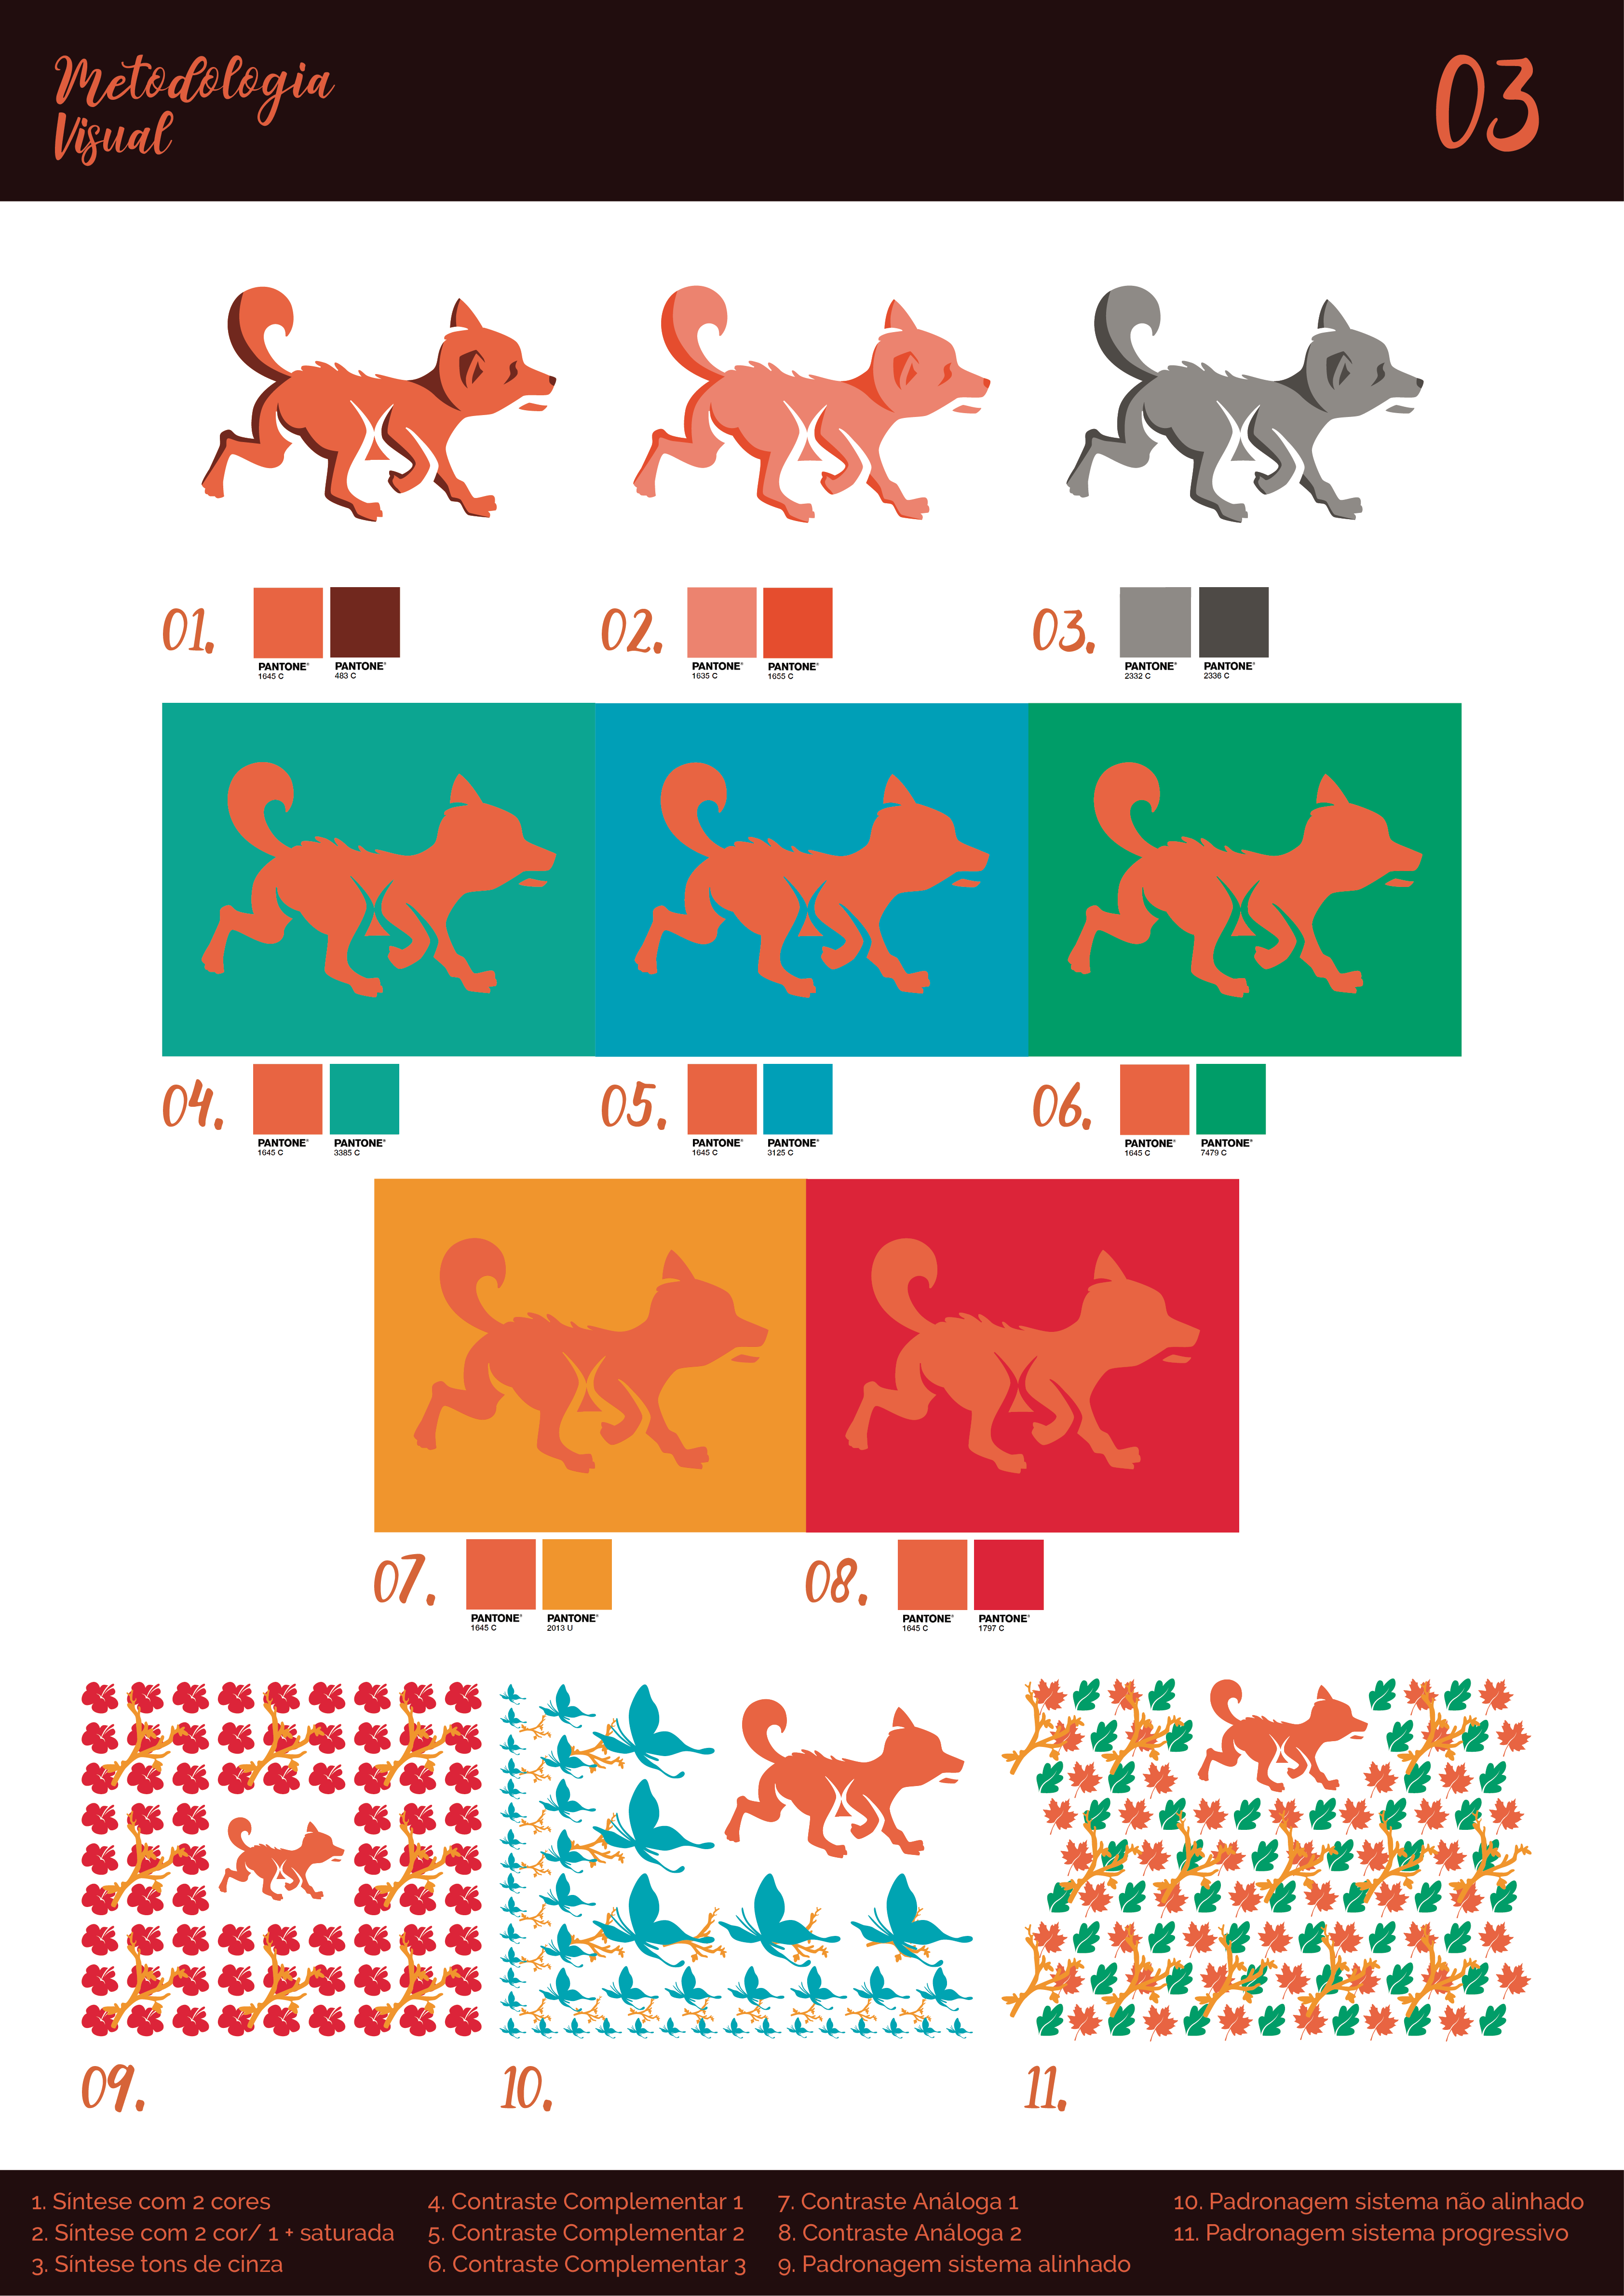 Metodologia
Visual
03
01.
PANTONE®
1645 C
PANTONE®
483 C
02.
PANTONE®
1635 C
PANTONE®
1655 C
03.
PANTONE®
2332 C
PANTONE®
2336 C
04.
PANTONE®
1645 C
PANTONE®
3385 C
05.
PANTONE®
1645 C
PANTONE®
3125 C
06.
PANTONE®
1645 C
PANTONE®
7479 C
07.
PANTONE®
1645 C
PANTONE®
2013 U
08.
PANTONE®
1645 C
PANTONE®
1797 C
09.
10.
11.
1. Síntese com 2 cores
2. Síntese com 2 cor/ 1 + saturada
3. Síntese tons de cinza
4. Contraste Complementar 1
5. Contraste Complementar 2
6. Contraste Complementar 3
7. Contraste Análoga 1
8. Contraste Análoga 2
9. Padronagem sistema alinhado
10. Padronagem sistema não alinhado
11. Padronagem sistema progressivo